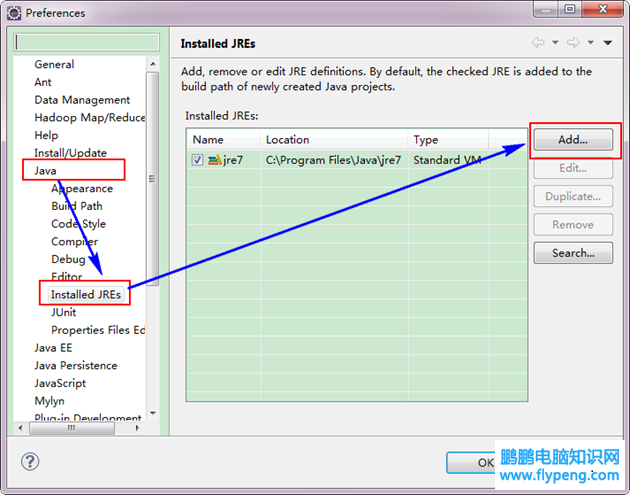 Preferences
Installed JREs
General
Ant
Data Management
Hadoop Map/Reduce
Help
Install/Update
Java
Appearance
Build Path
Code Style
Compiler
Debug
Editor
Installed JREs
JUnit
Properties Files Ed
Java EE
Java Persistence
JavaScript
Mylyn
Plug-in Development
Add, remove or edit JRE definitions. By default, the checked JRE is added to the
build path of newly created Java projects.
Installed JREs:
Name Location Type
jre7 C:\Program Files\Java\jre7 Standard VM
Add...
Edit...
Duplicate...
Remove
Search...
OK
鹏鹏电脑知识网
www.flypeng.com